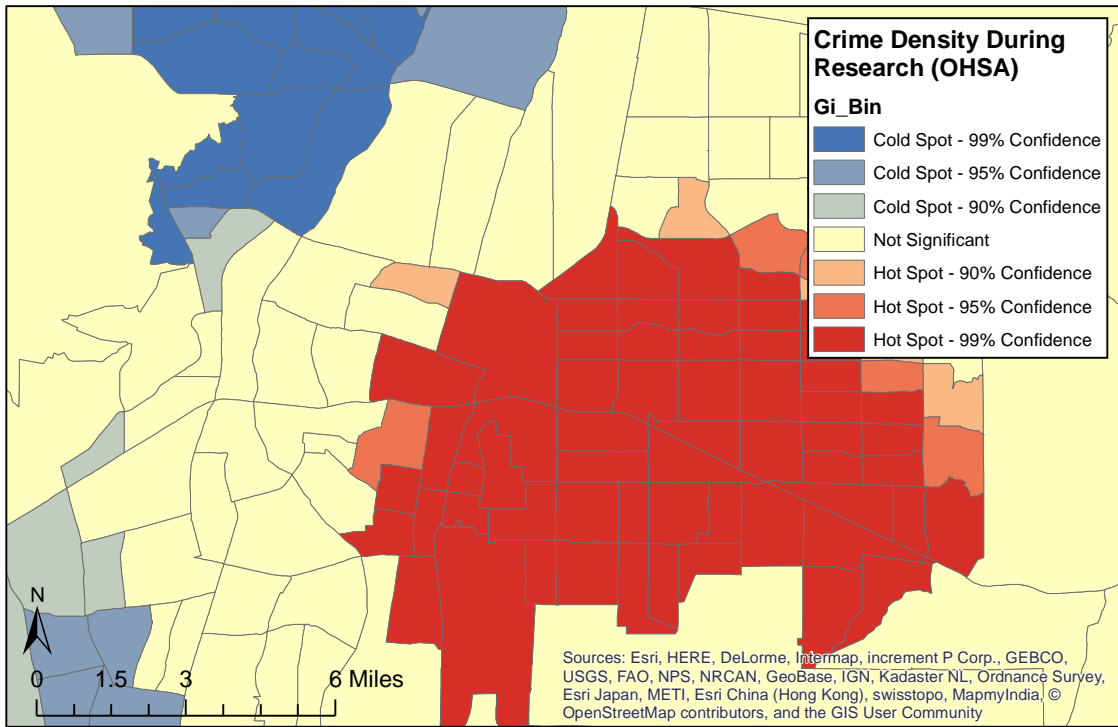 Crime Density During
Research (OHSA)
Gi_Bin
Cold Spot - 99% Confidence
Cold Spot - 95% Confidence
Cold Spot - 90% Confidence
Not Significant
Hot Spot - 90% Confidence
Hot Spot - 95% Confidence
Hot Spot - 99% Confidence
N
0 1.5 3 6 Miles
Sources: Esri, HERE, DeLorme, Intermap, increment P Corp., GEBCO,
USGS, FAO, NPS, NRCAN, GeoBase, IGN, Kadaster NL, Ordnance Survey,
Esri Japan, METI, Esri China (Hong Kong), swisstopo, MapmyIndia, ©
OpenStreetMap contributors, and the GIS User Community